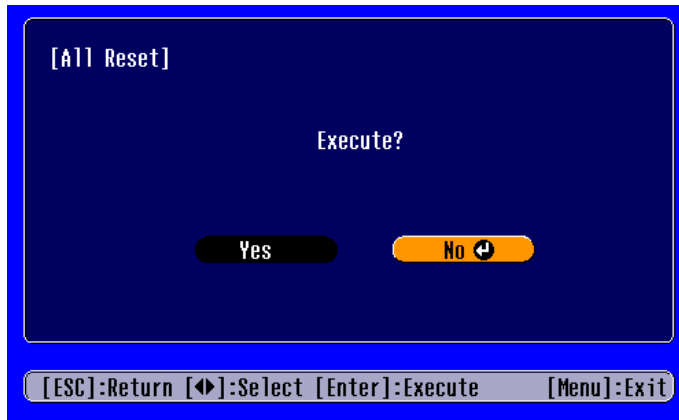 [All Reset]
Execute?
Yes No
[ESC]:Return [◆]:Select [Enter]:Execute [Menu]:Exit